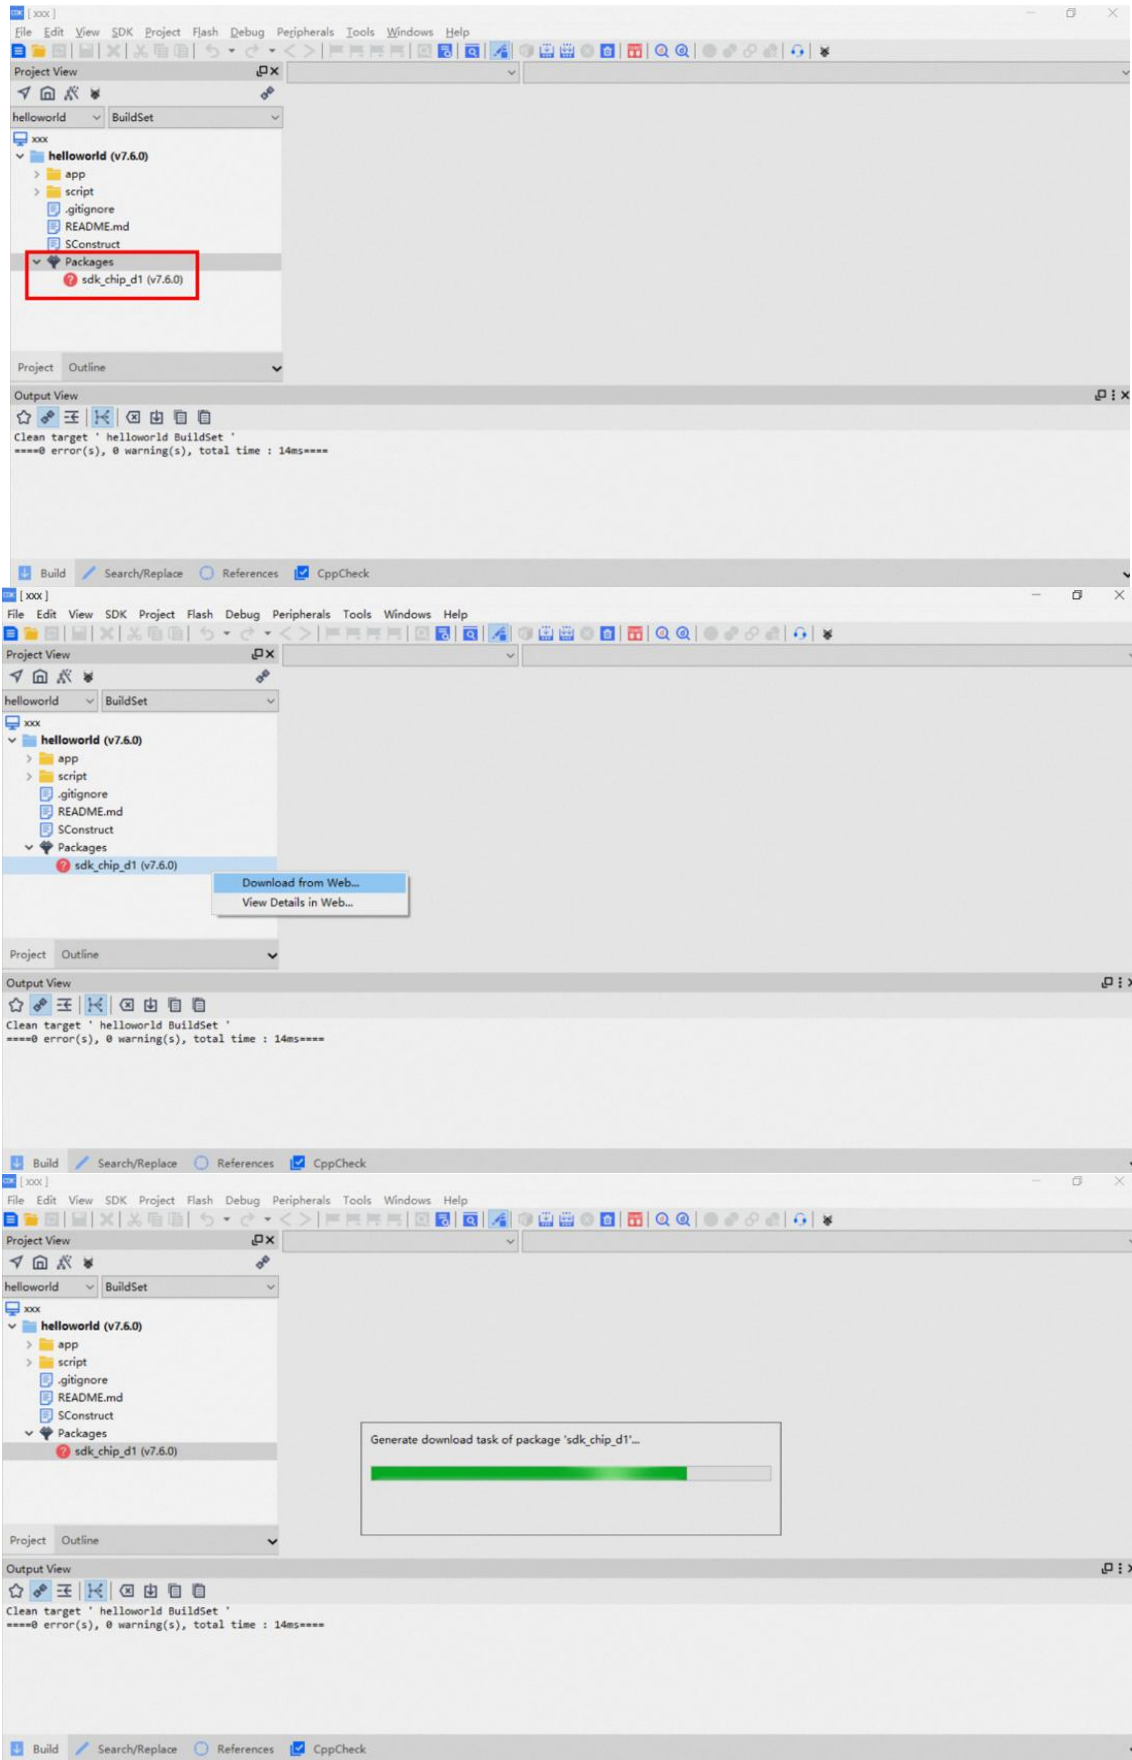 CDK [ xxx ]
File Edit View SDK Project Flash Debug Peripherals Tools Windows Help
Project View
helloworld BuildSet
xxx
helloworld (v7.6.0)
app
script
.gitignore
README.md
SConstruct
Packages
sdk_chip_d1 (v7.6.0)
Project Outline
Output View
Clean target ' helloworld BuildSet '
====0 error(s), 0 warning(s), total time : 14ms====
Build Search/Replace References CppCheck
CDK [ xxx ]
File Edit View SDK Project Flash Debug Peripherals Tools Windows Help
Project View
helloworld BuildSet
xxx
helloworld (v7.6.0)
app
script
.gitignore
README.md
SConstruct
Packages
sdk_chip_d1 (v7.6.0)
Download from Web...
View Details in Web...
Project Outline
Output View
Clean target ' helloworld BuildSet '
====0 error(s), 0 warning(s), total time : 14ms====
Build Search/Replace References CppCheck
CDK [ xxx ]
File Edit View SDK Project Flash Debug Peripherals Tools Windows Help
Project View
helloworld BuildSet
xxx
helloworld (v7.6.0)
app
script
.gitignore
README.md
SConstruct
Packages
sdk_chip_d1 (v7.6.0)
Generate download task of package 'sdk_chip_d1'...
Project Outline
Output View
Clean target ' helloworld BuildSet '
====0 error(s), 0 warning(s), total time : 14ms====
Build Search/Replace References CppCheck